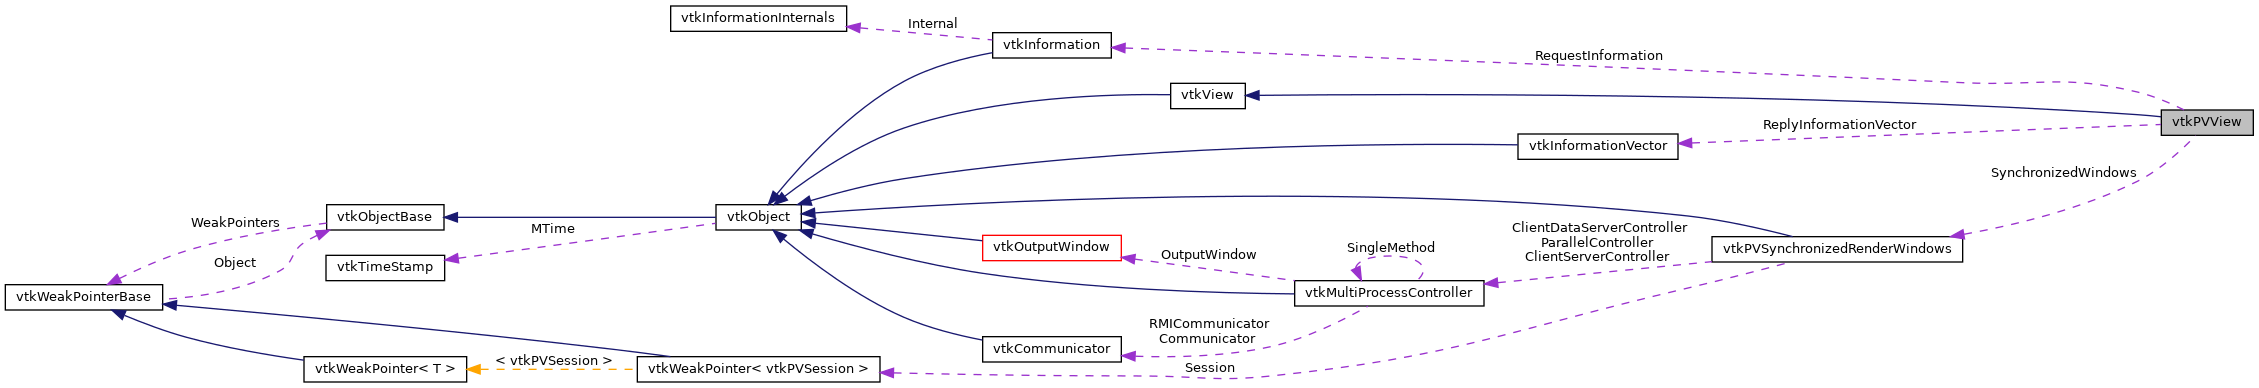 vtkInformationInternals
Internal
vtkInformation
RequestInformation
vtkView
vtkPVView
ReplyInformationVector
vtkInformationVector
SynchronizedWindows
vtkObjectBase
vtkObject
WeakPointers
MTime
ClientDataServerController
ParallelController
ClientServerController
vtkPVSynchronizedRenderWindows
vtkOutputWindow
SingleMethod
OutputWindow
Object
vtkTimeStamp
vtkWeakPointerBase
vtkMultiProcessController
RMICommunicator
Communicator
vtkCommunicator
< vtkPVSession >
vtkWeakPointer< T >
vtkWeakPointer< vtkPVSession >
Session